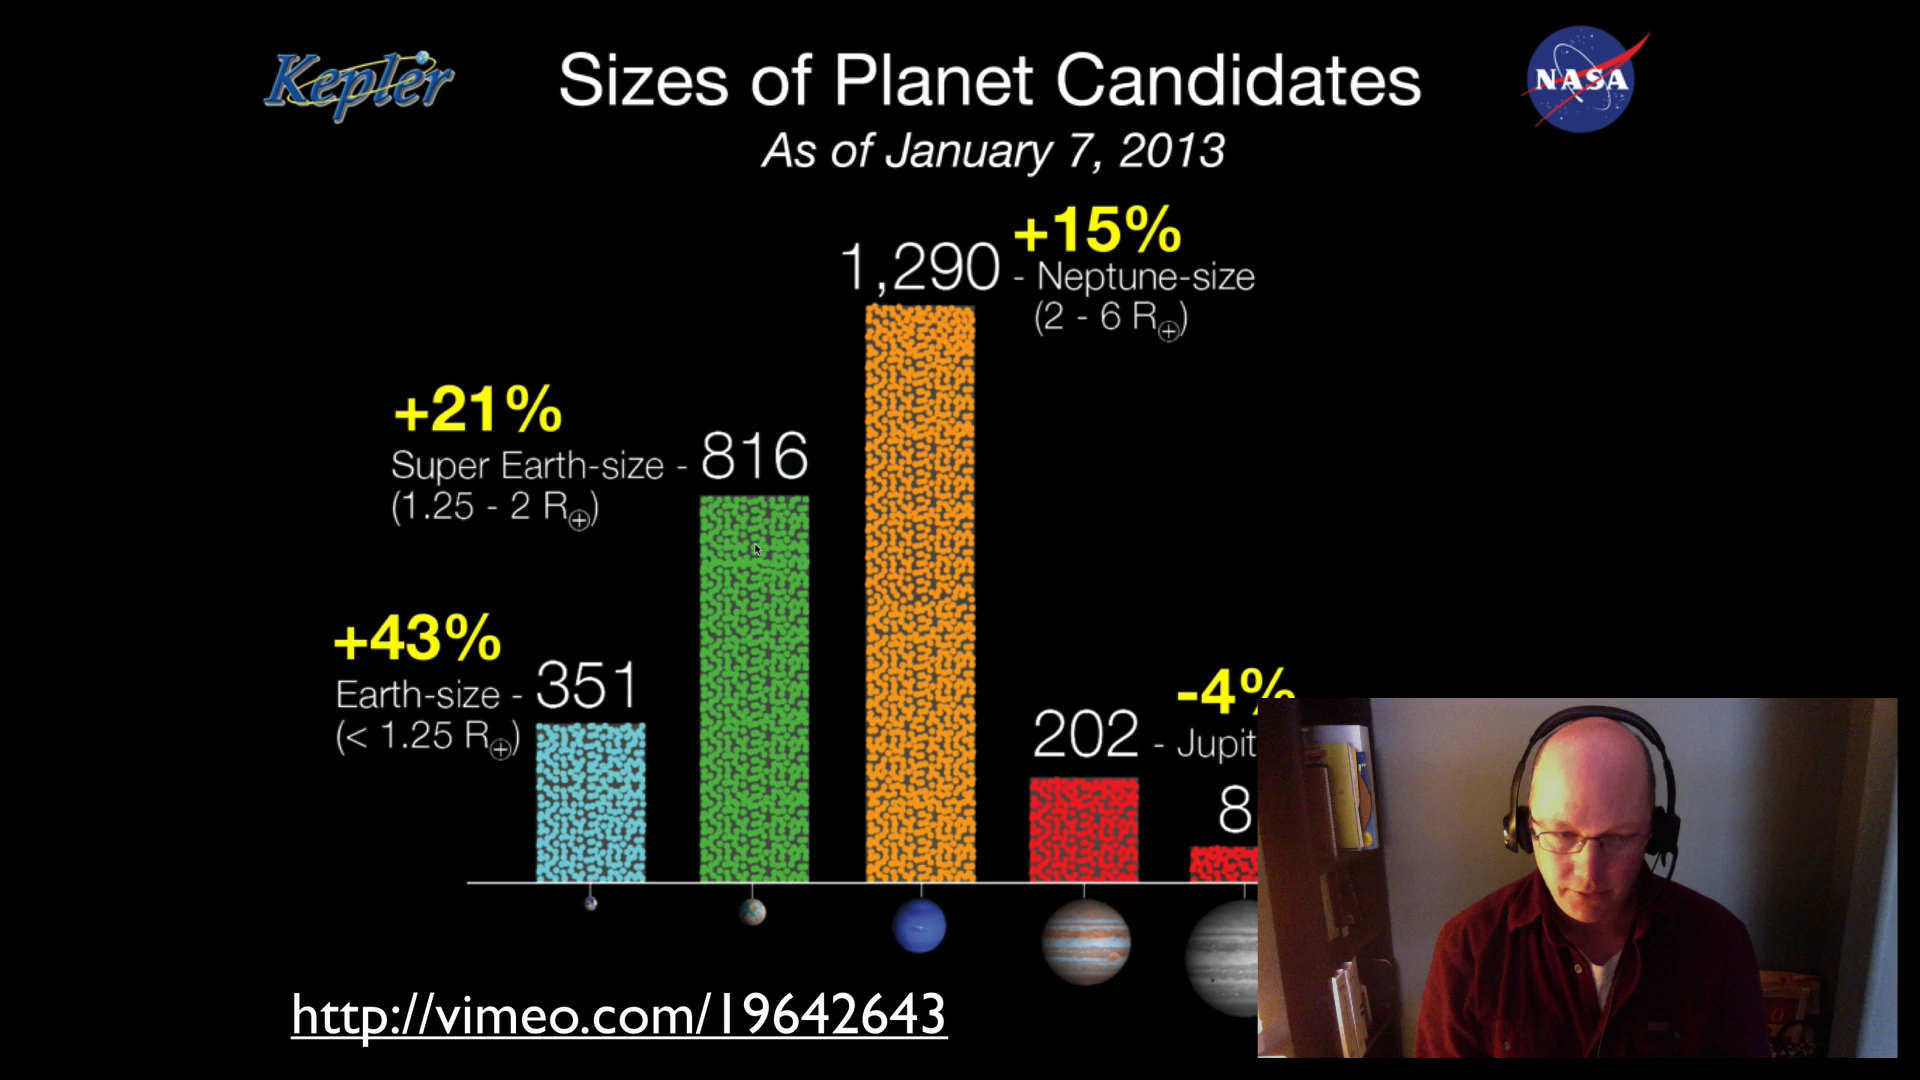 Kepler
Sizes of Planet Candidates
NASA
As of January 7, 2013
+15%
1,290 - Neptune-size
(2 - 6 R⊕)
+21%
Super Earth-size - 816
(1.25 - 2 R⊕)
+43%
Earth-size - 351
(< 1.25 R⊕)
-4%
202 - Jupit
8
http://vimeo.com/19642643